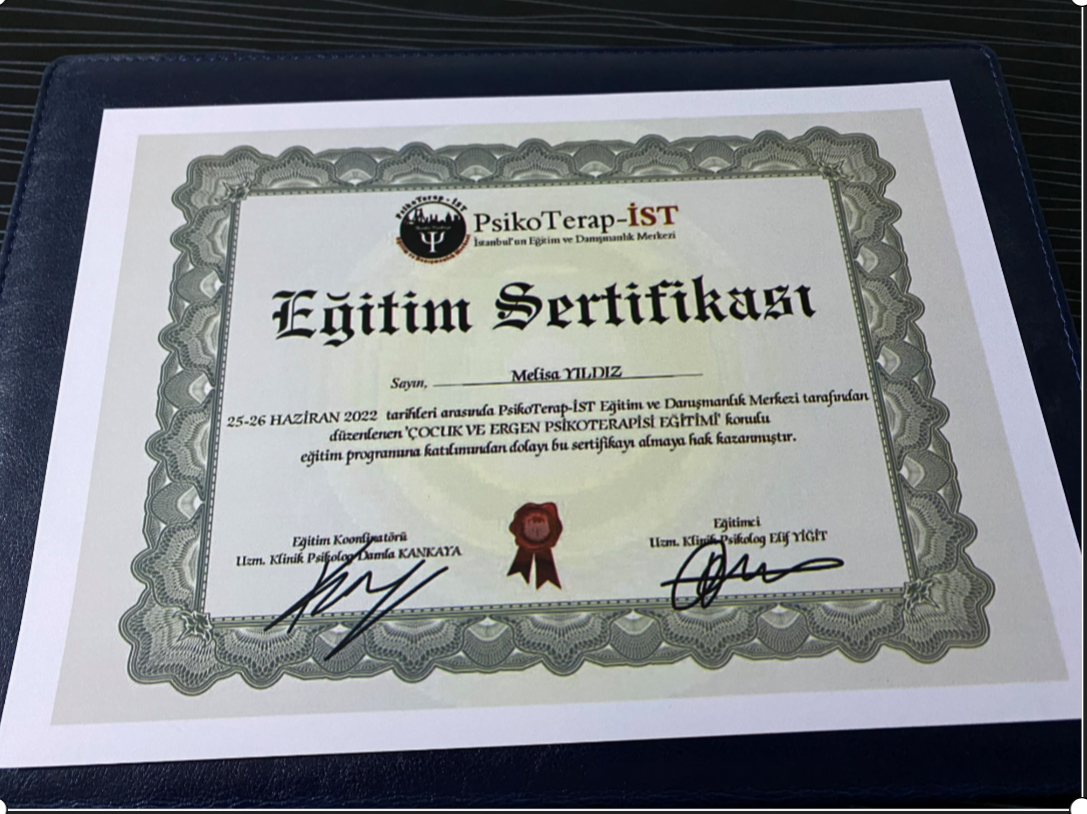 PsikoTerap - İST
PsikoTerap-İST
İstanbul'un Eğitim ve Danışmanlık Merkezi
Eğitim Sertifikası
Sayın, Melisa YILDIZ
25-26 HAZİRAN 2022 tarihleri arasında PsikoTerap-İST Eğitim ve Danışmanlık Merkezi tarafından
düzenlenen 'ÇOCUK VE ERGEN PSİKOTERAPİSİ EĞİTİMİ' konulu
eğitim programına katılımından dolayı bu sertifikayı almaya hak kazanmıştır.
Eğitim Koordinatörü
Uzm. Klinik Psikolog Damla KANKAYA
Eğitimci
Uzm. Klinik Psikolog Elif YİĞİT